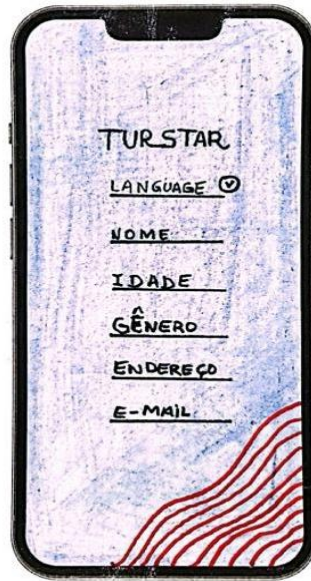 TURSTAR
LANGUAGE
NOME
IDADE
GÊNERO
ENDEREÇO
E-MAIL